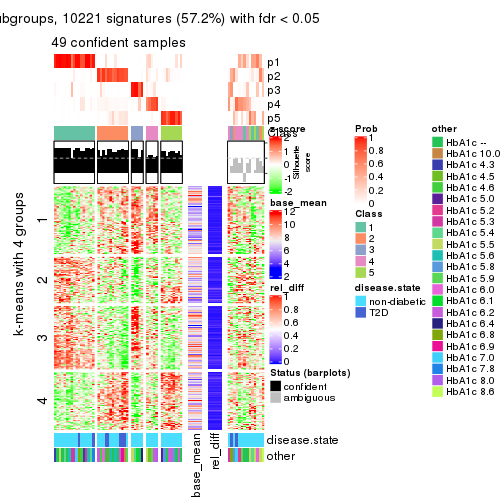 ubgroups, 10221 signatures (57.2%) with fdr < 0.05
49 confident samples
p1
p2
p3
p4
p5
Class
Silhouette
score
1
2
3
4
k-means with 4 groups
disease.state
other
base_mean
rel_diff
z-score
2
1
0
-1
-2
base_mean
12
10
8
6
4
2
rel_diff
1
0.8
0.6
0.4
0.2
0
Status (barplots)
confident
ambiguous
Prob
1
0.8
0.6
0.4
0.2
0
Class
1
2
3
4
5
disease.state
non-diabetic
T2D
other
HbA1c --
HbA1c 10.0
HbA1c 4.3
HbA1c 4.5
HbA1c 4.6
HbA1c 5.0
HbA1c 5.2
HbA1c 5.3
HbA1c 5.4
HbA1c 5.5
HbA1c 5.6
HbA1c 5.8
HbA1c 5.9
HbA1c 6.0
HbA1c 6.1
HbA1c 6.2
HbA1c 6.4
HbA1c 6.8
HbA1c 6.9
HbA1c 7.0
HbA1c 7.8
HbA1c 8.0
HbA1c 8.6